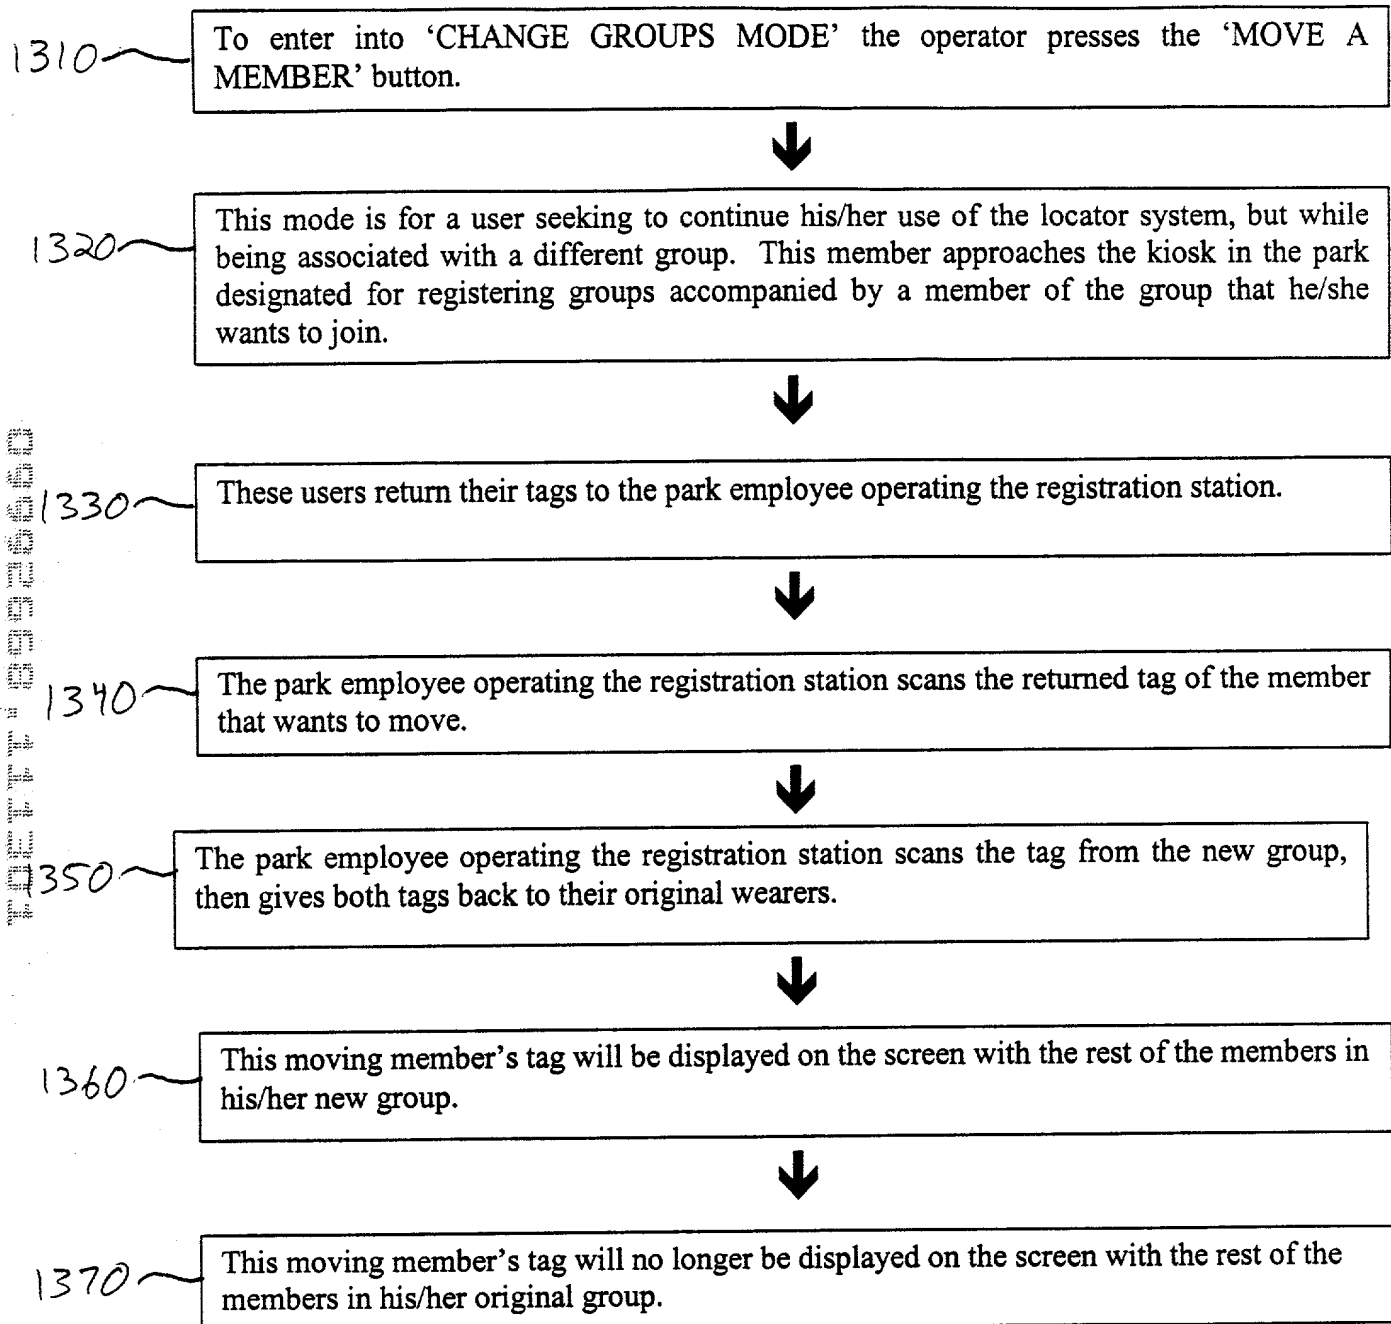 1310
To enter into ‘CHANGE GROUPS MODE’ the operator presses the ‘MOVE A
MEMBER’ button.
1320
This mode is for a user seeking to continue his/her use of the locator system, but while
being associated with a different group. This member approaches the kiosk in the park
designated for registering groups accompanied by a member of the group that he/she
wants to join.
1330
These users return their tags to the park employee operating the registration station.
1340
The park employee operating the registration station scans the returned tag of the member
that wants to move.
1350
The park employee operating the registration station scans the tag from the new group,
then gives both tags back to their original wearers.
1360
This moving member’s tag will be displayed on the screen with the rest of the members in
his/her new group.
1370
This moving member’s tag will no longer be displayed on the screen with the rest of the
members in his/her original group.